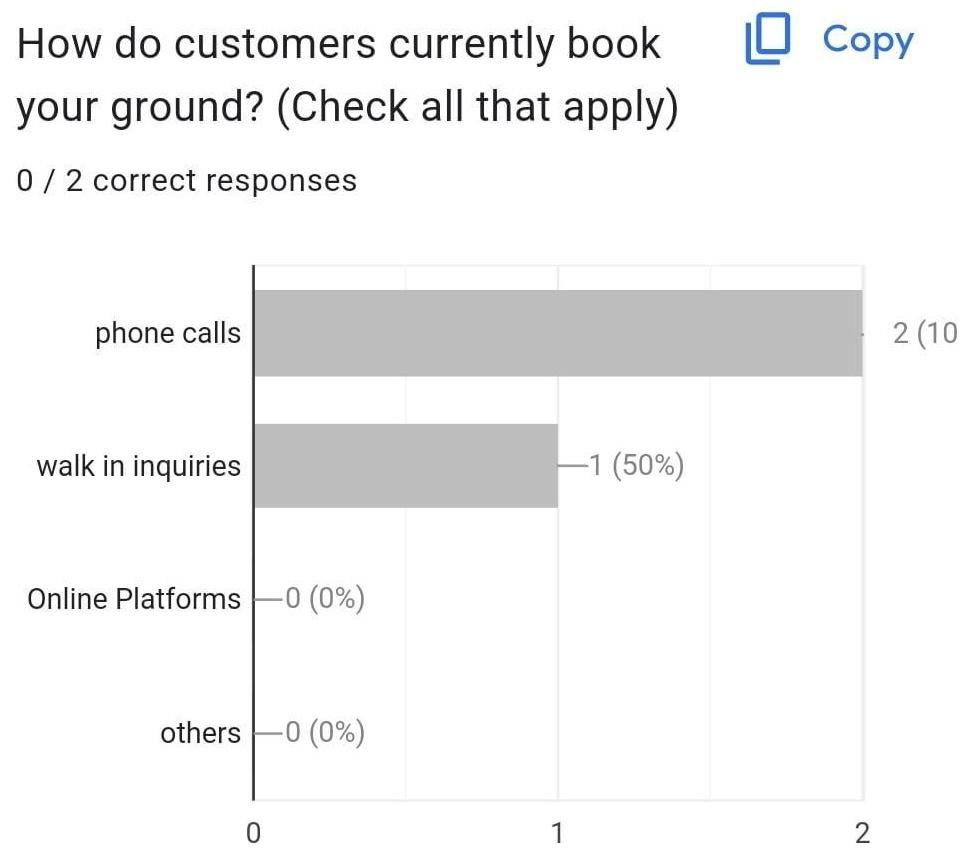 How do customers currently book
Copy
your ground? (Check all that apply)
0 / 2 correct responses
phone calls
2 (10
walk in inquiries
1 (50%)
Online Platforms
0 (0%)
others
0 (0%)
0
1
2